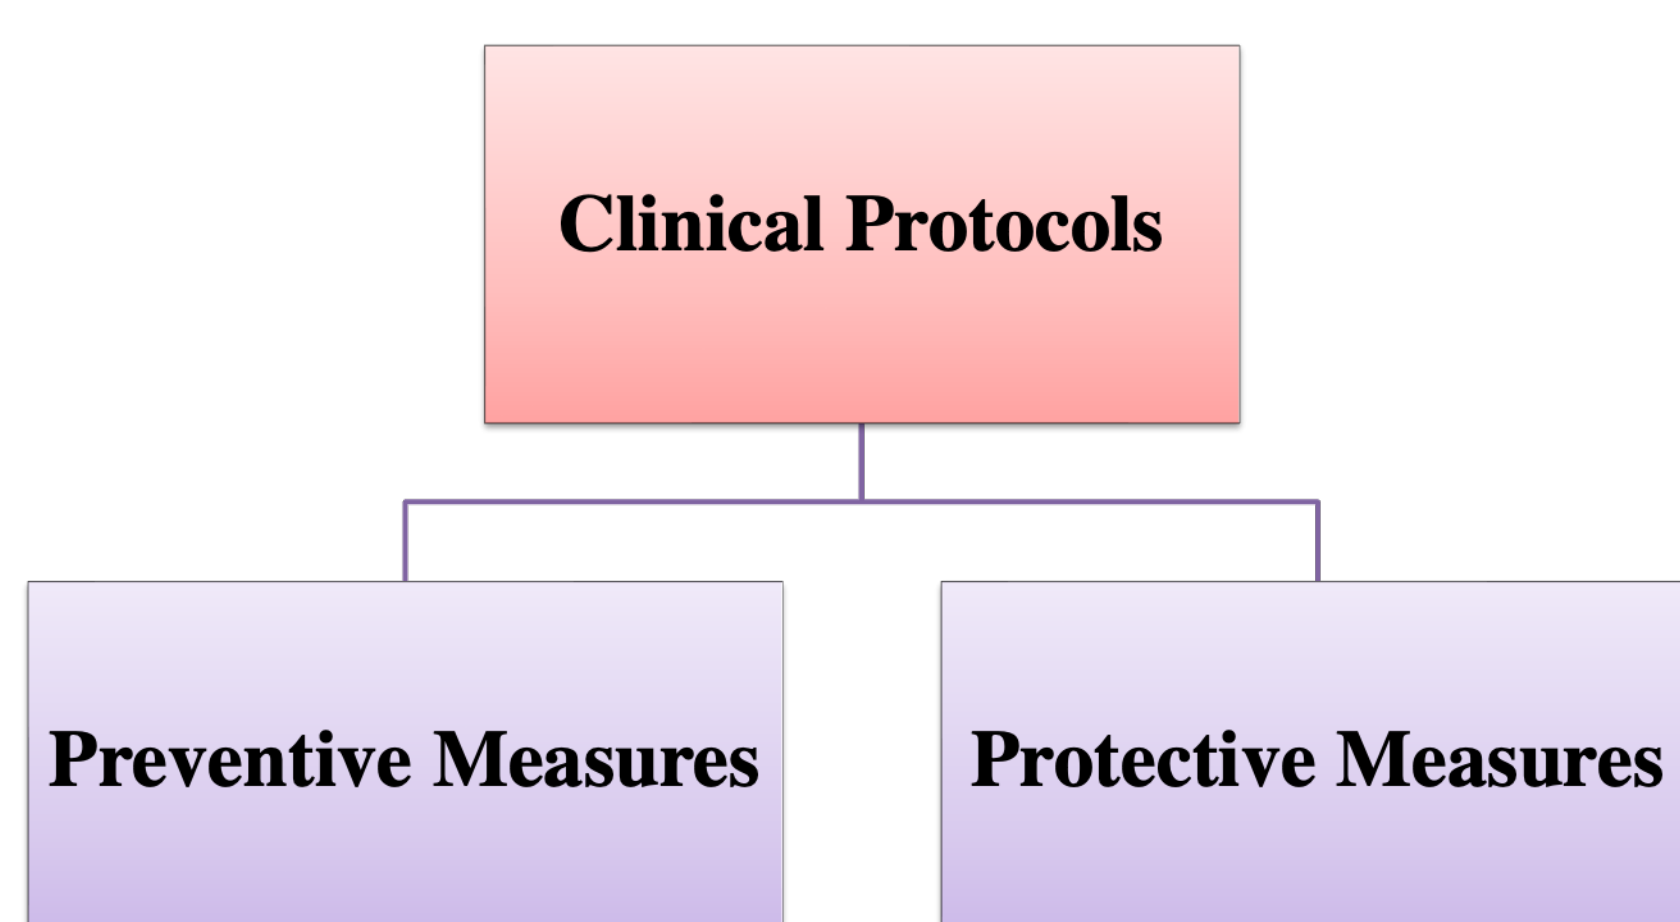 Clinical Protocols
Preventive Measures
Protective Measures